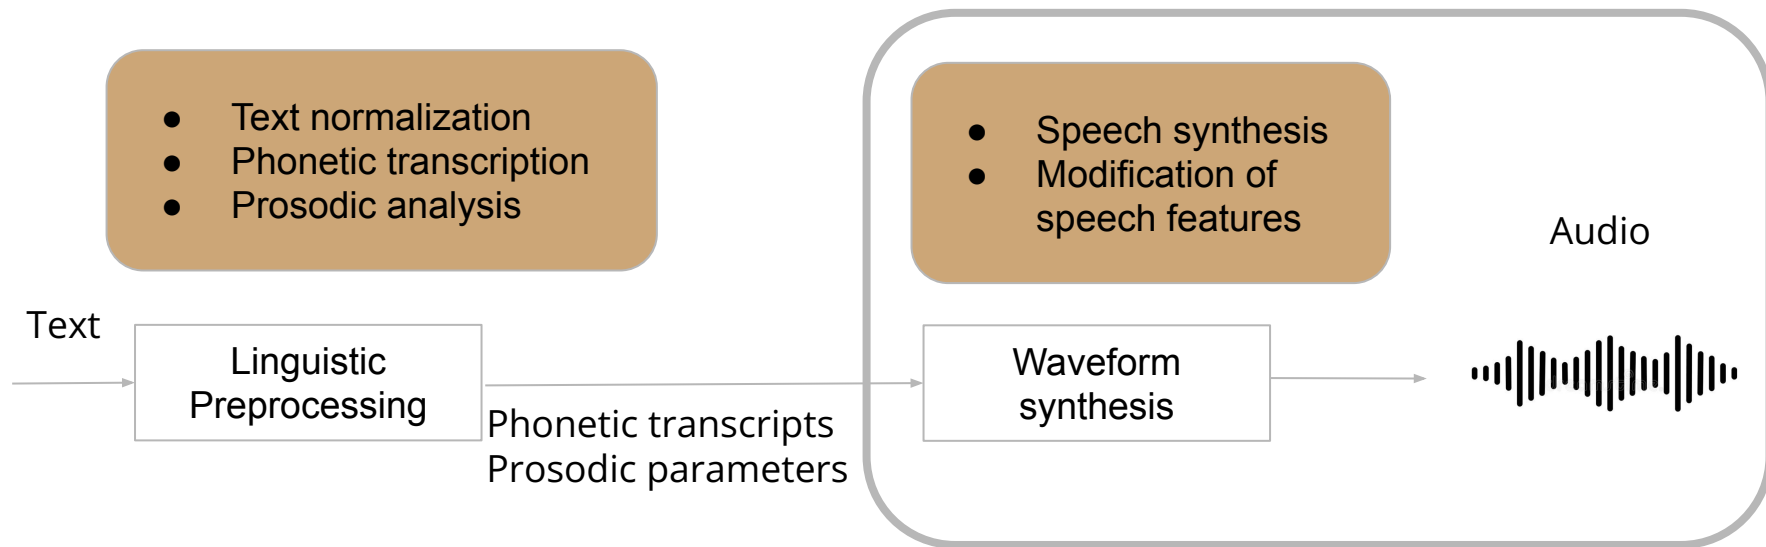 ● Text normalization
● Phonetic transcription
● Prosodic analysis
● Speech synthesis
● Modification of
speech features
Audio
Text
Linguistic
Preprocessing
Phonetic transcripts
Prosodic parameters
Waveform
synthesis